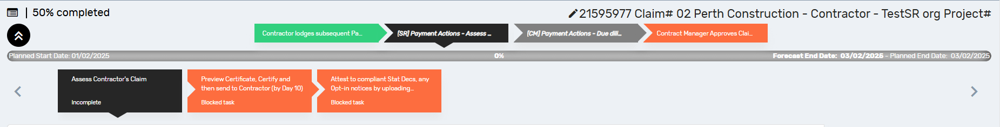 50% completed
21595977 Claim# 02 Perth Construction - Contractor - TestSR org Project#
Contractor lodges subsequent Pa...
[SR] Payment Actions - Assess ...
[CM] Payment Actions - Due dili...
Contract Manager Approves Clai...
Planned Start Date: 01/02/2025
0%
Forecast End Date: 03/02/2025 - Planned End Date: 03/02/2025
Assess Contractor's Claim
Incomplete
Preview Certificate, Certify and
then send to Contractor (by Day 10)
Blocked task
Attest to compliant Stat Decs, any
Opt-in notices by uploading...
Blocked task